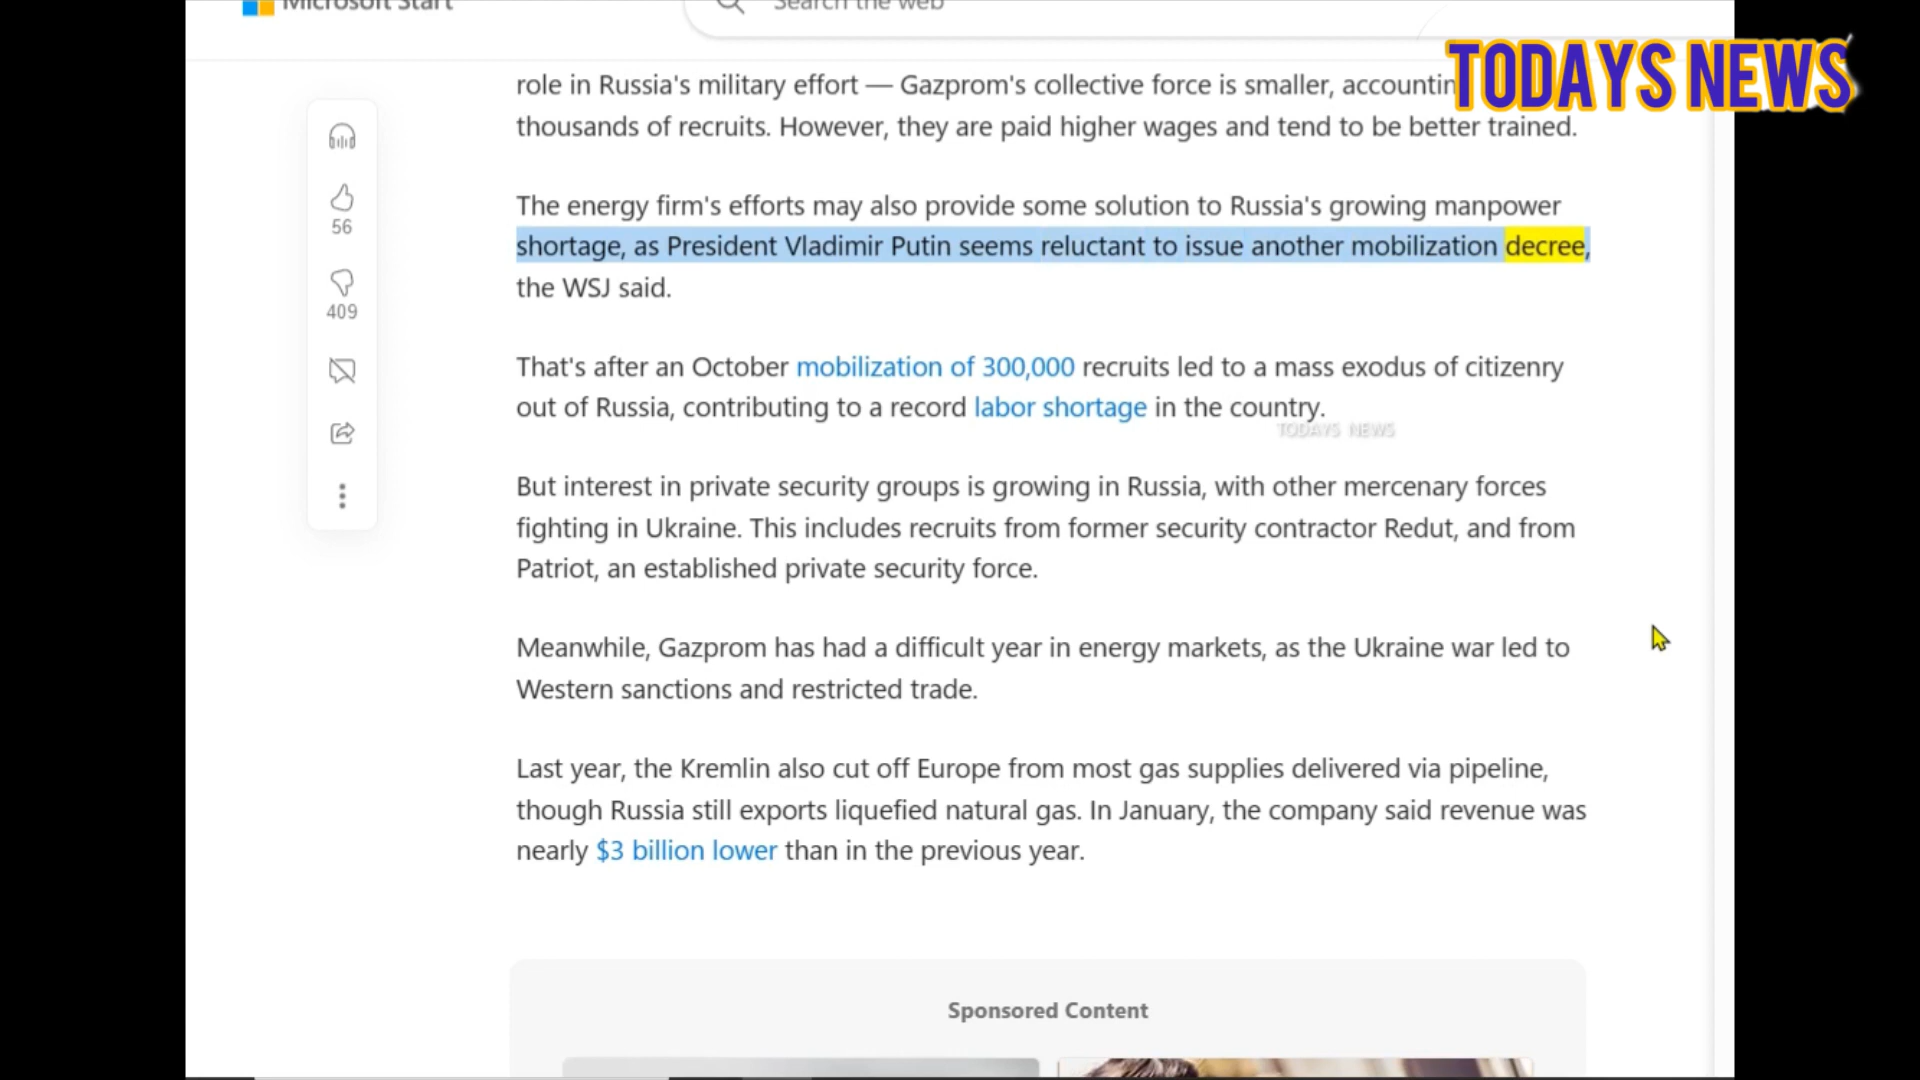 Microsoft Start
Search the web
TODAYS NEWS
role in Russia's military effort — Gazprom's collective force is smaller,
thousands of recruits. However, they are paid higher wages and tend to be better trained.
The energy firm's efforts may also provide some solution to Russia's growing manpower
shortage, as President Vladimir Putin seems reluctant to issue another mobilization decree,
the WSJ said.
56
409
That's after an October mobilization of 300,000 recruits led to a mass exodus of citizenry
out of Russia, contributing to a record labor shortage in the country.
TODAYS NEWS
But interest in private security groups is growing in Russia, with other mercenary forces
fighting in Ukraine. This includes recruits from former security contractor Redut, and from
Patriot, an established private security force.
Meanwhile, Gazprom has had a difficult year in energy markets, as the Ukraine war led to
Western sanctions and restricted trade.
Last year, the Kremlin also cut off Europe from most gas supplies delivered via pipeline,
though Russia still exports liquefied natural gas. In January, the company said revenue was
nearly $3 billion lower than in the previous year.
Sponsored Content